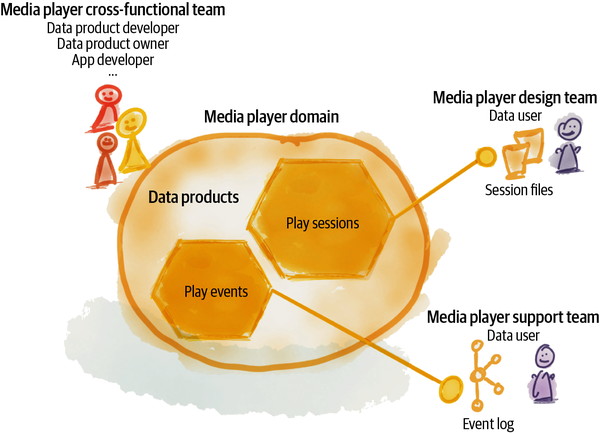 Media player cross-functional team
Data product developer
Data product owner
App developer
...
Media player domain
Data products
Play sessions
Play events
Media player design team
Data user
Session files
Media player support team
Data user
Event log